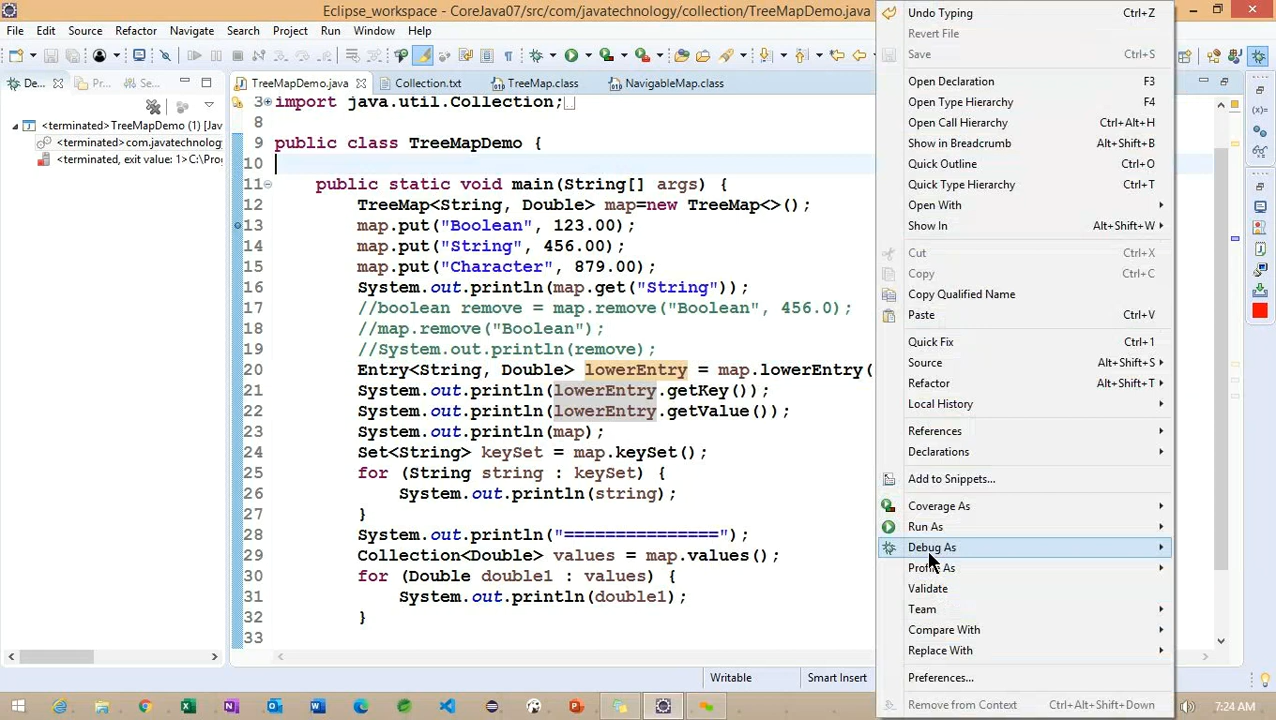 Eclipse_workspace - CoreJava07/src/com/javatechnology/collection/TreeMapDemo.java
File Edit Source Refactor Navigate Search Project Run Window Help
De... Pr... Se...
<terminated>TreeMapDemo (1) [Jav
<terminated> com.javatechnology
<terminated, exit value: 1>C:\Pro
TreeMapDemo.java Collection.txt TreeMap.class NavigableMap.class
3 import java.util.Collection;
8
9 public class TreeMapDemo {
10
11 public static void main(String[] args) {
12 TreeMap<String, Double> map=new TreeMap<>();
13 map.put("Boolean", 123.00);
14 map.put("String", 456.00);
15 map.put("Character", 879.00);
16 System.out.println(map.get("String"));
17 //boolean remove = map.remove("Boolean", 456.0);
18 //map.remove("Boolean");
19 //System.out.println(remove);
20 Entry<String, Double> lowerEntry = map.lowerEntry(
21 System.out.println(lowerEntry.getKey());
22 System.out.println(lowerEntry.getValue());
23 System.out.println(map);
24 Set<String> keySet = map.keySet();
25 for (String string : keySet) {
26 System.out.println(string);
27 }
28 System.out.println("===============");
29 Collection<Double> values = map.values();
30 for (Double double1 : values) {
31 System.out.println(double1);
32 }
33
Undo Typing Ctrl+Z
Revert File
Save Ctrl+S
Open Declaration F3
Open Type Hierarchy F4
Open Call Hierarchy Ctrl+Alt+H
Show in Breadcrumb Alt+Shift+B
Quick Outline Ctrl+O
Quick Type Hierarchy Ctrl+T
Open With
Show In Alt+Shift+W
Cut Ctrl+X
Copy Ctrl+C
Copy Qualified Name
Paste Ctrl+V
Quick Fix Ctrl+1
Source Alt+Shift+S
Refactor Alt+Shift+T
Local History
References
Declarations
Add to Snippets...
Coverage As
Run As
Debug As
Profile As
Validate
Team
Compare With
Replace With
Preferences...
Remove from Context Ctrl+Alt+Shift+Down
Writable Smart Insert
7:24 AM